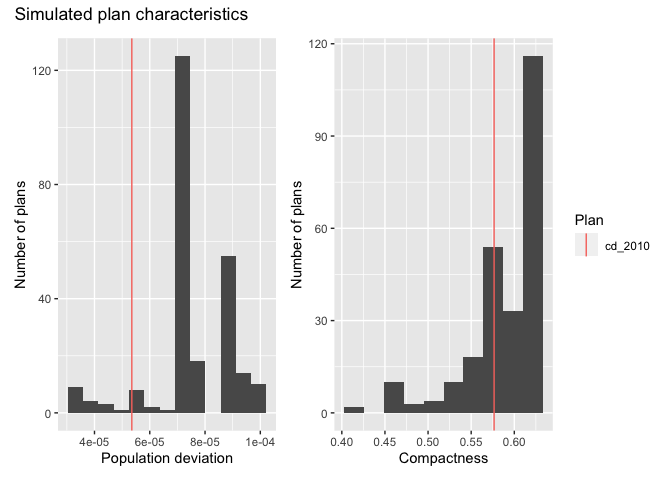 Simulated plan characteristics
Number of plans
120
80
40
0
4e-05 6e-05 8e-05 1e-04
Population deviation
Number of plans
120
90
60
30
0
0.40 0.45 0.50 0.55 0.60
Compactness
Plan
cd_2010